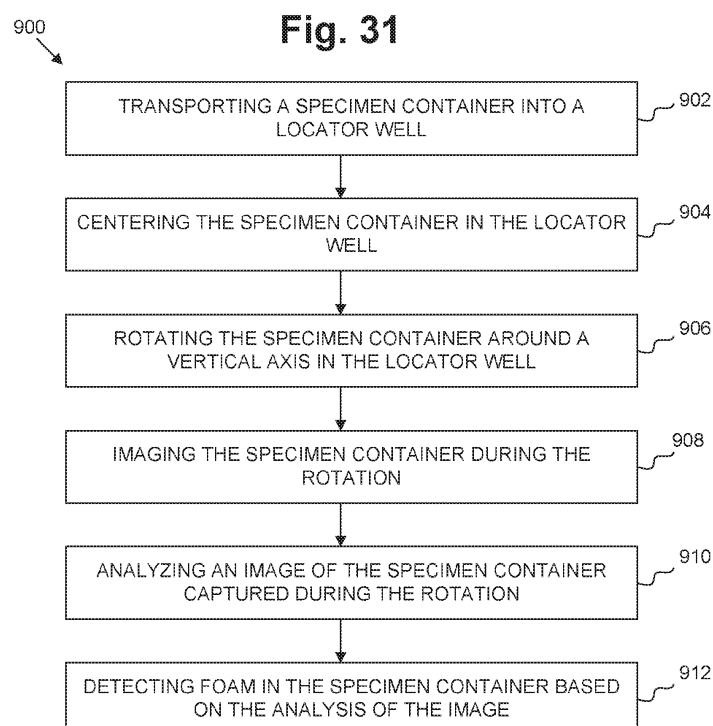 Fig. 31
900
TRANSPORTING A SPECIMEN CONTAINER INTO A
LOCATOR WELL
902
CENTERING THE SPECIMEN CONTAINER IN THE LOCATOR
WELL
904
ROTATING THE SPECIMEN CONTAINER AROUND A
VERTICAL AXIS IN THE LOCATOR WELL
906
IMAGING THE SPECIMEN CONTAINER DURING THE
ROTATION
908
ANALYZING AN IMAGE OF THE SPECIMEN CONTAINER
CAPTURED DURING THE ROTATION
910
DETECTING FOAM IN THE SPECIMEN CONTAINER BASED
ON THE ANALYSIS OF THE IMAGE
912